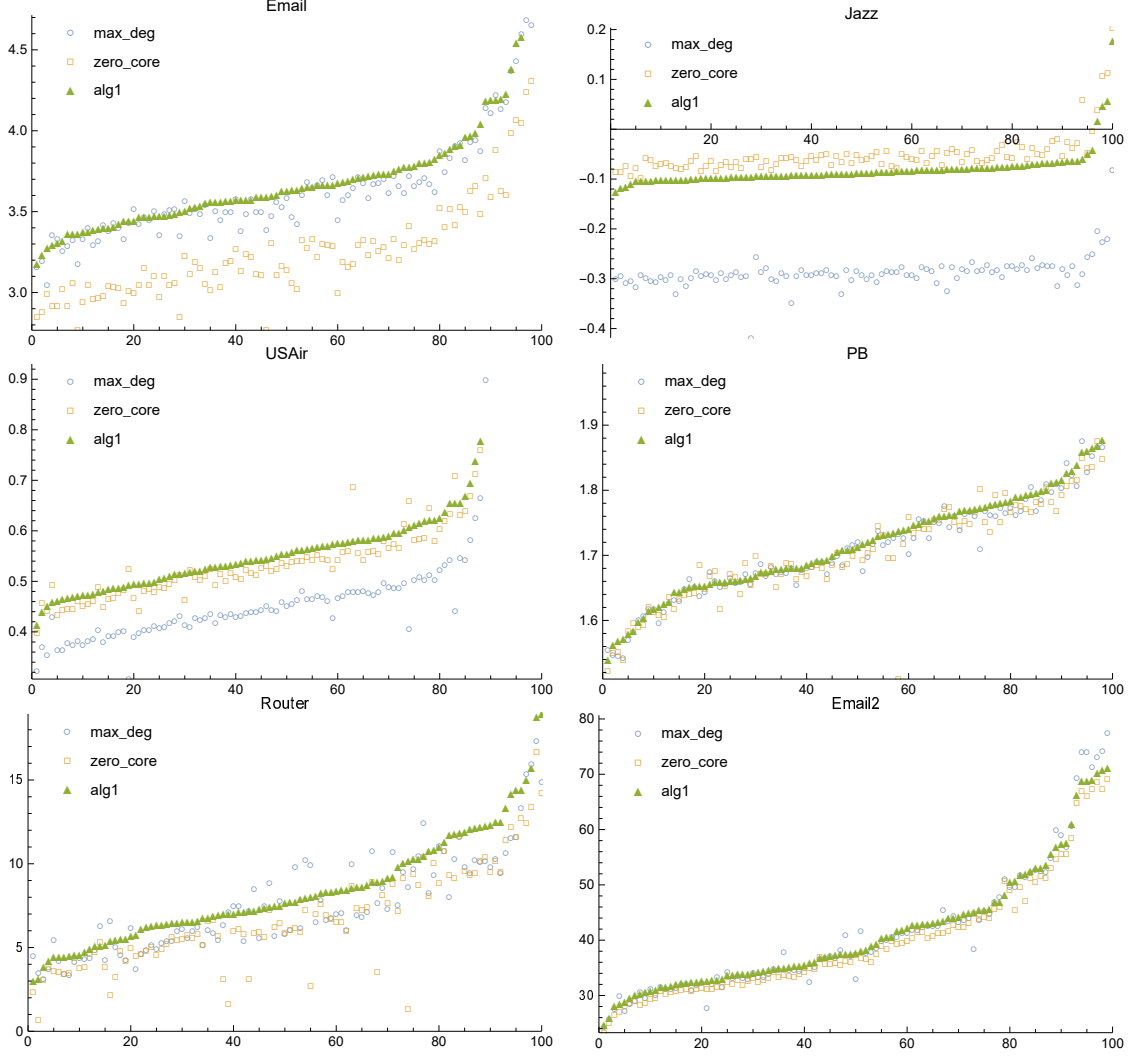 Email
max_deg
zero_core
alg1
4.5
4.0
3.5
3.0
0 20 40 60 80 100
Jazz
max_deg
zero_core
alg1
0.2
0.1
20 40 60 80 100
−0.1
−0.2
−0.3
−0.4
USAir
max_deg
zero_core
alg1
0.9
0.8
0.7
0.6
0.5
0.4
0 20 40 60 80 100
PB
max_deg
zero_core
alg1
1.9
1.8
1.7
1.6
0 20 40 60 80 100
Router
max_deg
zero_core
alg1
15
10
5
0
0 20 40 60 80 100
Email2
max_deg
zero_core
alg1
80
70
60
50
40
30
0 20 40 60 80 100